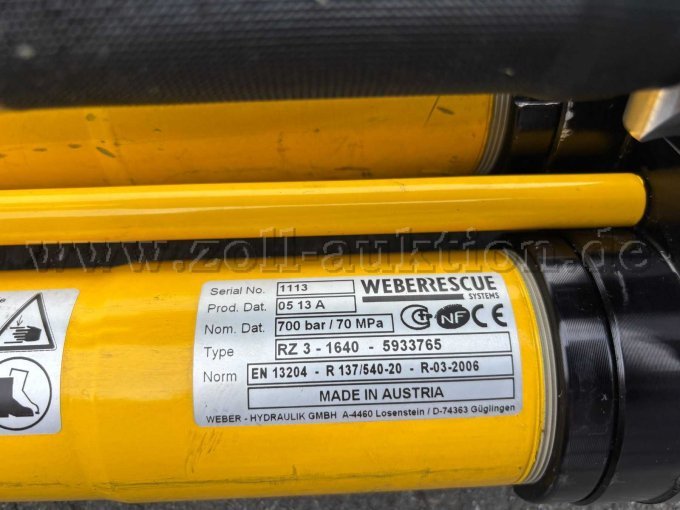 www.zoll-auktion.de
Serial No. 1113 WEBERRESCUE
Prod. Dat. 05 13 A SYSTEMS
Nom. Dat. 700 bar / 70 MPa NF CE
Type RZ 3 - 1640 - 5933765
Norm EN 13204 - R 137/540-20 - R-03-2006
MADE IN AUSTRIA
WEBER - HYDRAULIK GMBH A-4460 Losenstein / D-74363 Güglingen